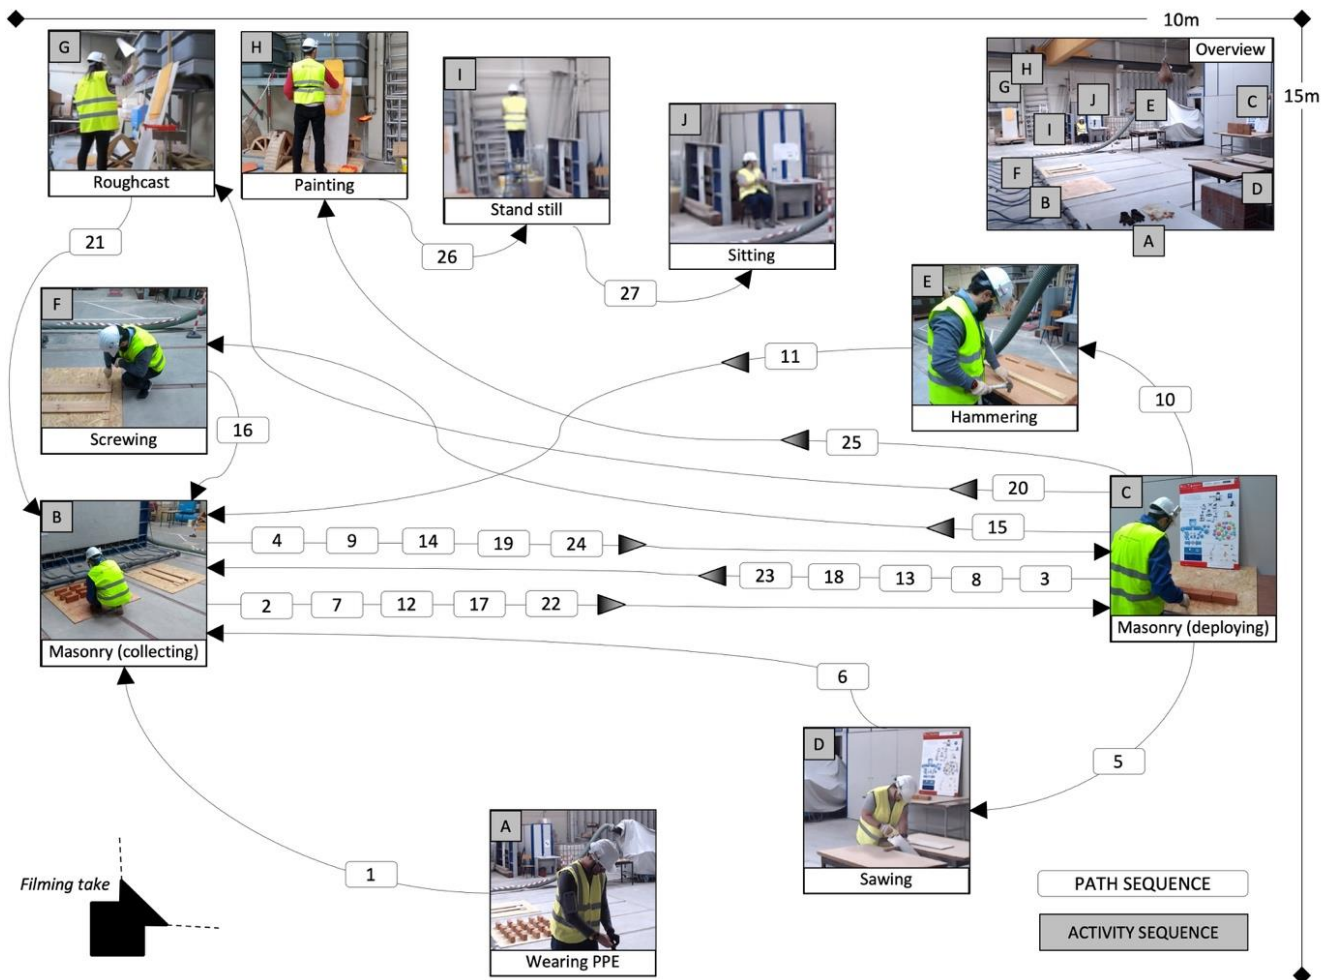 10m
15m
G
Roughcast
H
Painting
I
Stand still
J
Sitting
Overview
H
G
J
E
C
I
F
B
D
A
21
26
27
E
Hammering
11
10
F
Screwing
16
25
20
15
C
Masonry (deploying)
B
Masonry (collecting)
4 9 14 19 24
23 18 13 8 3
2 7 12 17 22
6
5
D
Sawing
1
A
Wearing PPE
Filming take
PATH SEQUENCE
ACTIVITY SEQUENCE